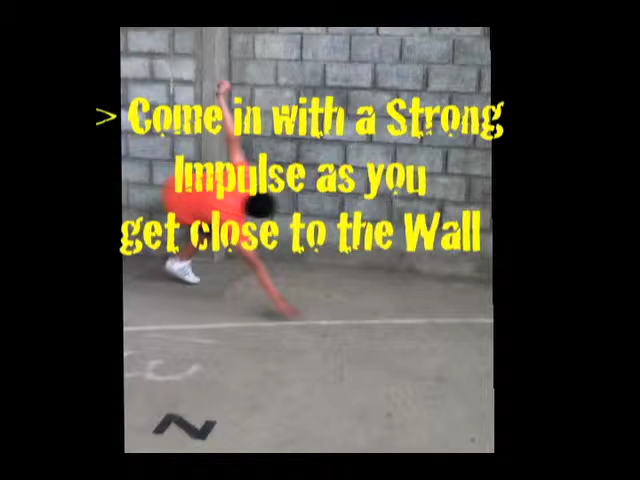 > Come in with a Strong
Impulse as you
get close to the Wall